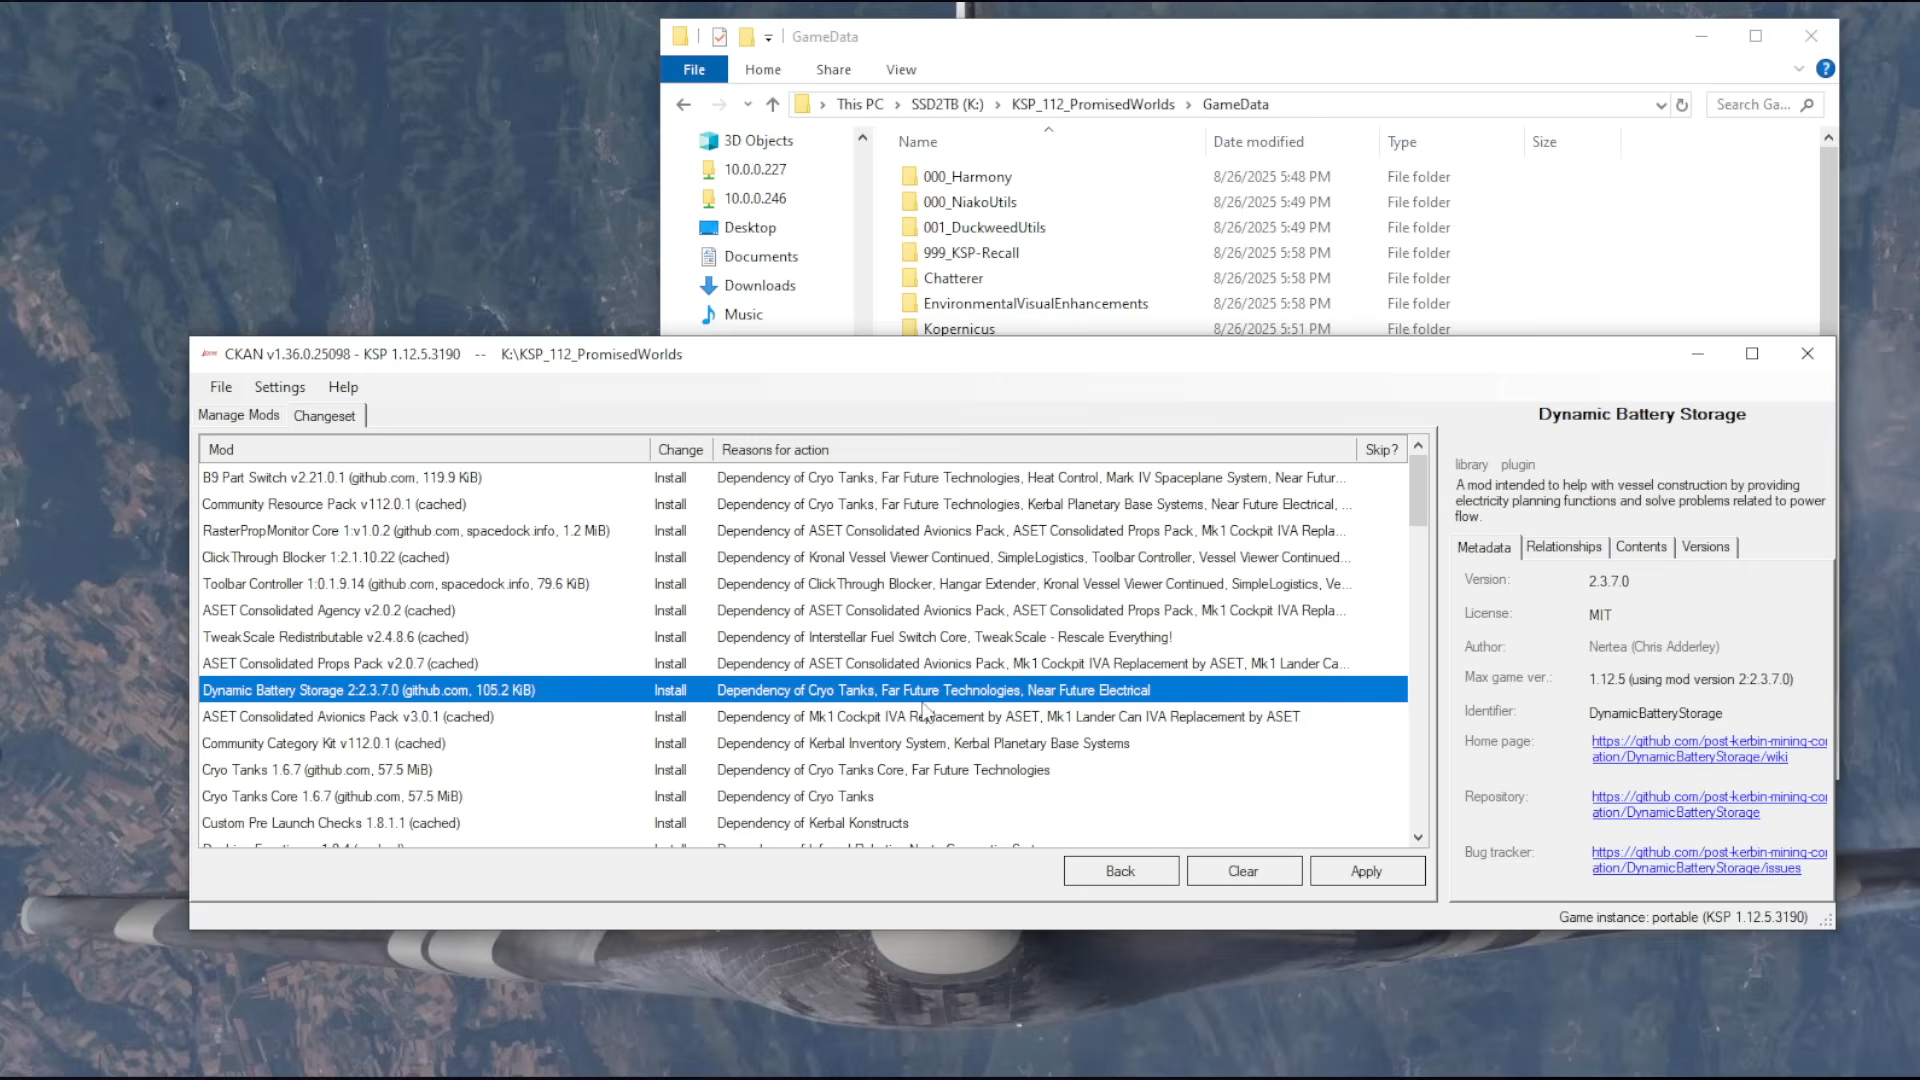 GameData
File Home Share View
This PC > SSD2TB (K:) > KSP_112_PromisedWorlds > GameData
Search Ga...
Name Date modified Type Size
3D Objects
10.0.0.227
10.0.0.246
Desktop
Documents
Downloads
Music
000_Harmony 8/26/2025 5:48 PM File folder
000_NiakoUtils 8/26/2025 5:49 PM File folder
001_DuckweedUtils 8/26/2025 5:49 PM File folder
999_KSP-Recall 8/26/2025 5:58 PM File folder
Chatterer 8/26/2025 5:58 PM File folder
EnvironmentalVisualEnhancements 8/26/2025 5:58 PM File folder
Kopernicus 8/26/2025 5:51 PM File folder
CKAN v1.36.0.25098 - KSP 1.12.5.3190 -- K:\KSP_112_PromisedWorlds
File Settings Help
Manage Mods Changeset
Mod Change Reasons for action Skip?
B9 Part Switch v2.21.0.1 (github.com, 119.9 KiB) Install Dependency of Cryo Tanks, Far Future Technologies, Heat Control, Mark IV Spaceplane System, Near Futur...
Community Resource Pack v112.0.1 (cached) Install Dependency of Cryo Tanks, Far Future Technologies, Kerbal Planetary Base Systems, Near Future Electrical, ...
RasterPropMonitor Core 1:v1.0.2 (github.com, spacedock.info, 1.2 MiB) Install Dependency of ASET Consolidated Avionics Pack, ASET Consolidated Props Pack, Mk1 Cockpit IVA Repla...
ClickThrough Blocker 1:2.1.10.22 (cached) Install Dependency of Kronal Vessel Viewer Continued, SimpleLogistics, Toolbar Controller, Vessel Viewer Continued...
Toolbar Controller 1:0.1.9.14 (github.com, spacedock.info, 79.6 KiB) Install Dependency of ClickThrough Blocker, Hangar Extender, Kronal Vessel Viewer Continued, SimpleLogistics, Ve...
ASET Consolidated Agency v2.0.2 (cached) Install Dependency of ASET Consolidated Avionics Pack, ASET Consolidated Props Pack, Mk1 Cockpit IVA Repla...
TweakScale Redistributable v2.4.8.6 (cached) Install Dependency of Interstellar Fuel Switch Core, TweakScale - Rescale Everything!
ASET Consolidated Props Pack v2.0.7 (cached) Install Dependency of ASET Consolidated Avionics Pack, Mk1 Cockpit IVA Replacement by ASET, Mk1 Lander Ca...
Dynamic Battery Storage 2:2.3.7.0 (github.com, 105.2 KiB) Install Dependency of Cryo Tanks, Far Future Technologies, Near Future Electrical
ASET Consolidated Avionics Pack v3.0.1 (cached) Install Dependency of Mk1 Cockpit IVA Replacement by ASET, Mk1 Lander Can IVA Replacement by ASET
Community Category Kit v112.0.1 (cached) Install Dependency of Kerbal Inventory System, Kerbal Planetary Base Systems
Cryo Tanks 1.6.7 (github.com, 57.5 MiB) Install Dependency of Cryo Tanks Core, Far Future Technologies
Cryo Tanks Core 1.6.7 (github.com, 57.5 MiB) Install Dependency of Cryo Tanks
Custom Pre Launch Checks 1.8.1.1 (cached) Install Dependency of Kerbal Konstructs
Back Clear Apply
Dynamic Battery Storage
library plugin
A mod intended to help with vessel construction by providing
electricity planning functions and solve problems related to power
flow.
Metadata Relationships Contents Versions
Version: 2.3.7.0
License: MIT
Author: Nertea (Chris Adderley)
Max game ver.: 1.12.5 (using mod version 2:2.3.7.0)
Identifier: DynamicBatteryStorage
Home page: https://github.com/post-kerbin-mining-cor
ation/DynamicBatteryStorage/wiki
Repository: https://github.com/post-kerbin-mining-cor
ation/DynamicBatteryStorage
Bug tracker: https://github.com/post-kerbin-mining-cor
ation/DynamicBatteryStorage/issues
Game instance: portable (KSP 1.12.5.3190)